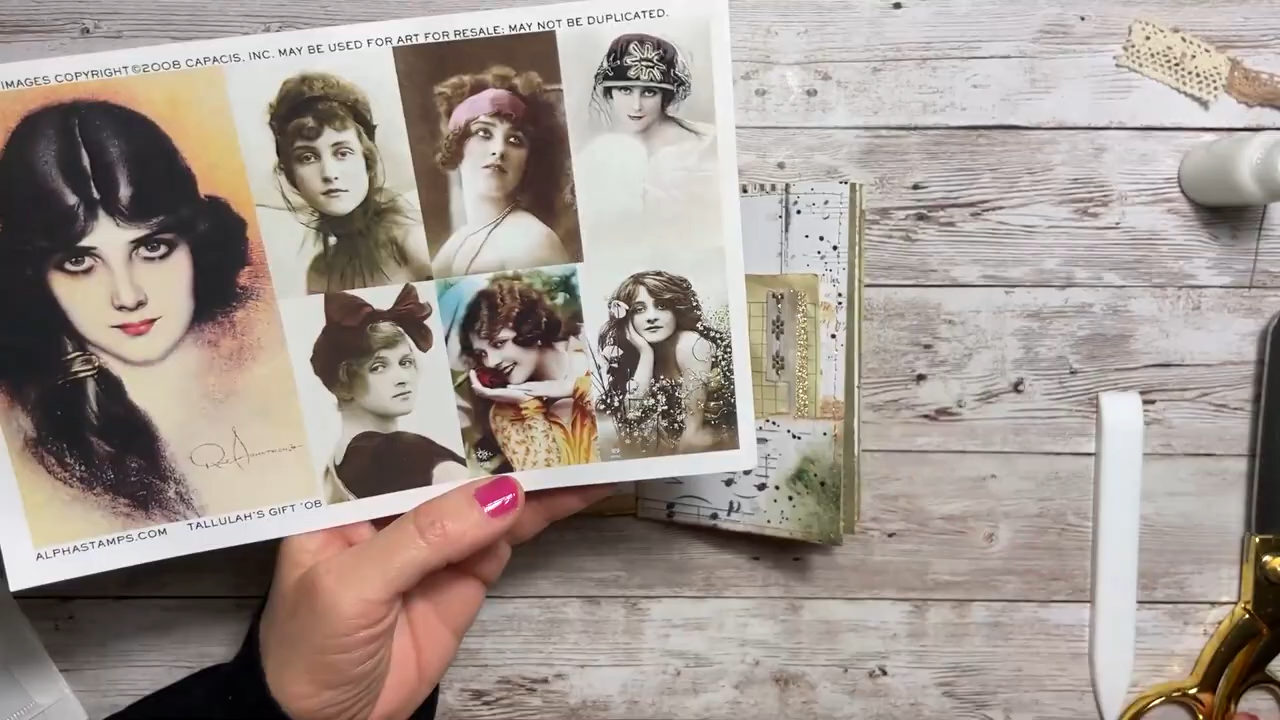 IMAGES COPYRIGHT©2008 CAPACIS, INC. MAY BE USED FOR ART FOR RESALE; MAY NOT BE DUPLICATED.
ALPHASTAMPS.COM TALLULAH'S GIFT '08